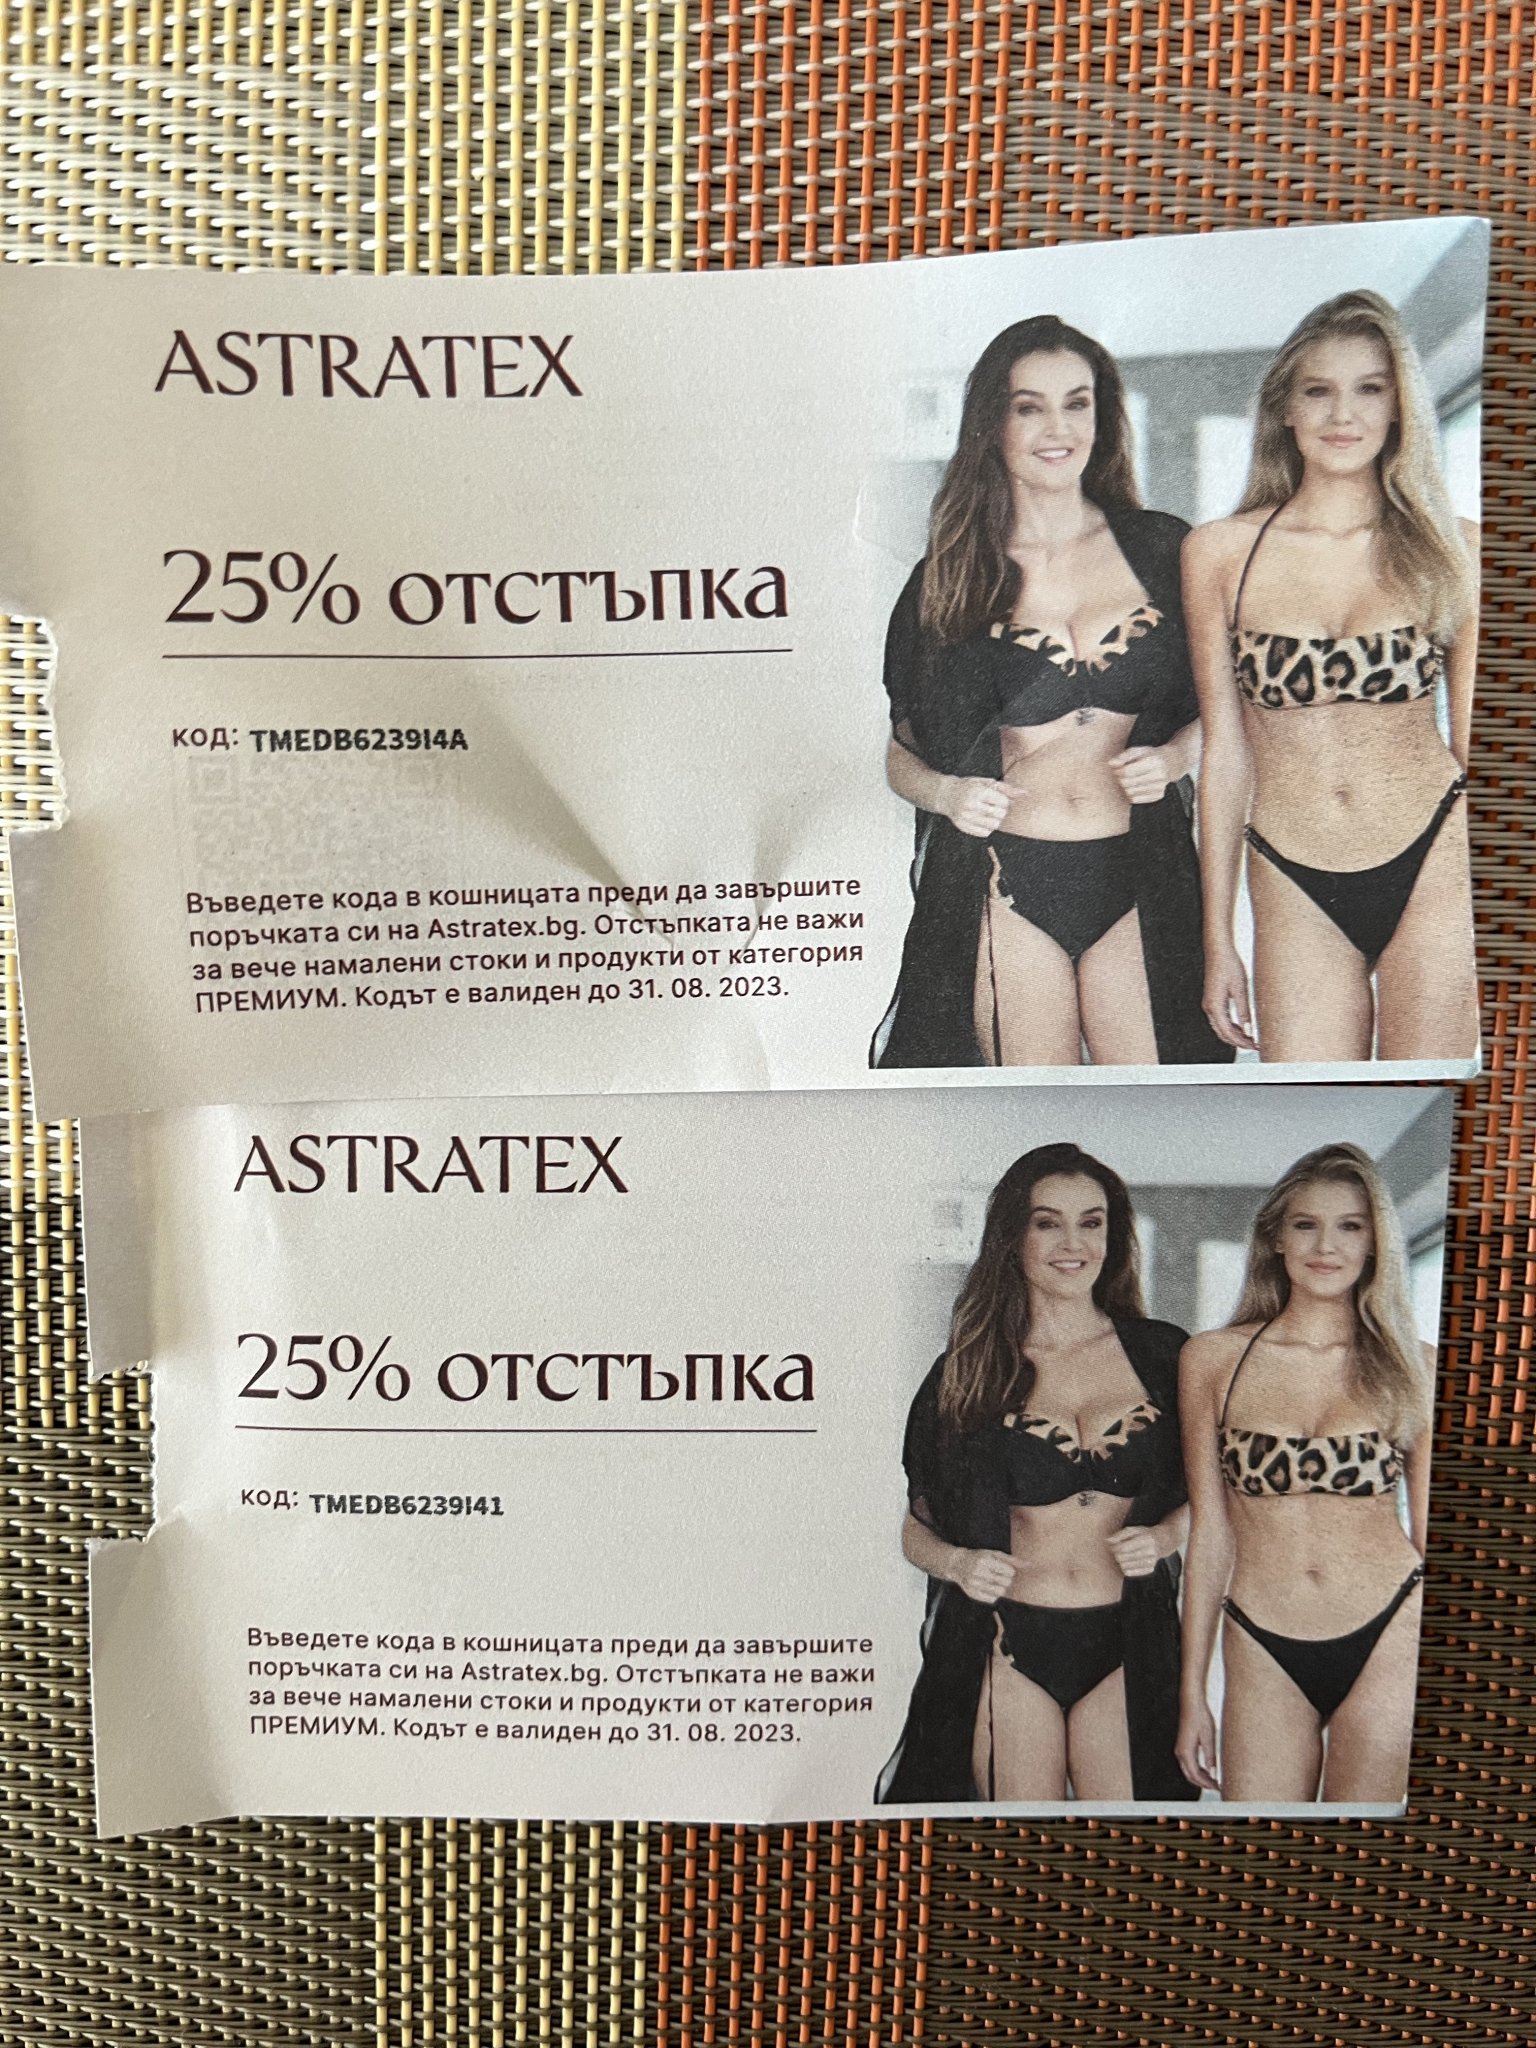 ASTRATEX
25% отстъпка
код: TMEDB6239I4A
Въведете кода в кошницата преди да завършите
поръчката си на Astratex.bg. Отстъпката не важи
за вече намалени стоки и продукти от категория
ПРЕМИУМ. Кодът е валиден до 31. 08. 2023.
ASTRATEX
25% отстъпка
код: TMEDB6239I41
Въведете кода в кошницата преди да завършите
поръчката си на Astratex.bg. Отстъпката не важи
за вече намалени стоки и продукти от категория
ПРЕМИУМ. Кодът е валиден до 31. 08. 2023.